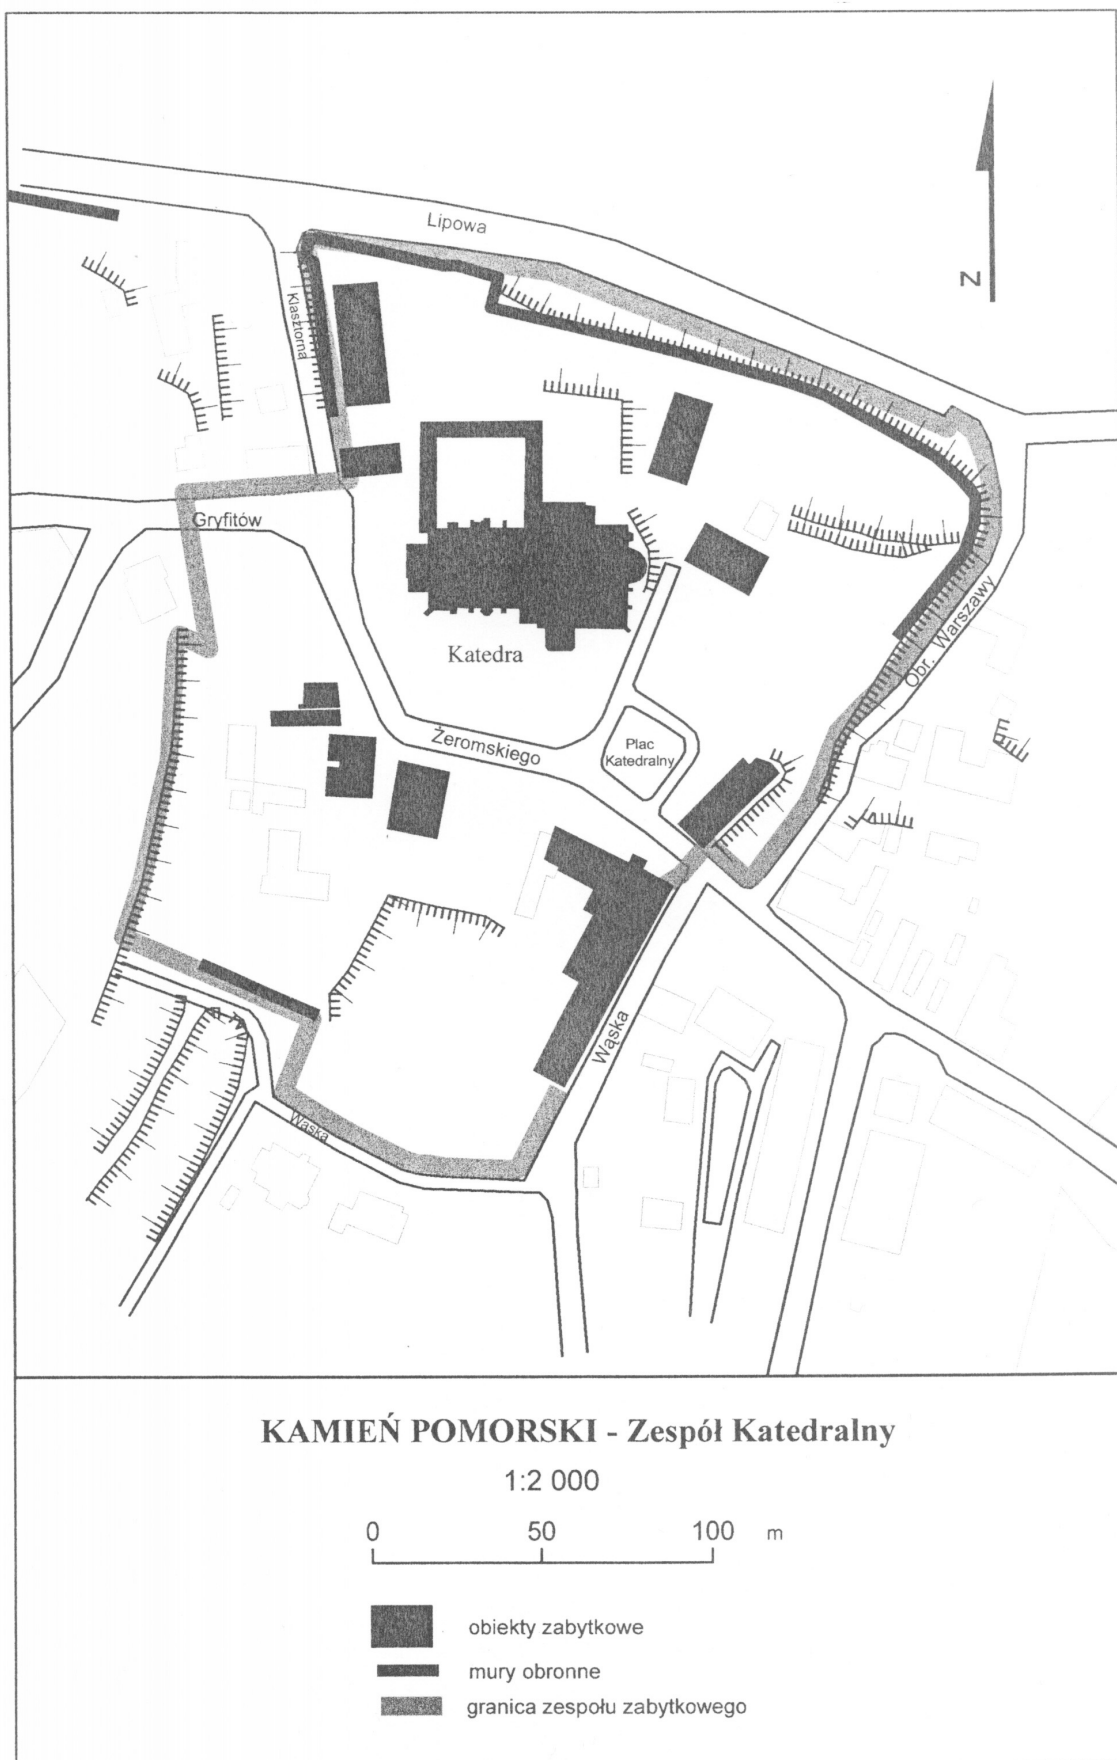 Lipowa
N
Klasztorna
Gryfitów
Katedra
Obr. Warszawy
Żeromskiego
Plac
Katedralny
Wąska
Wąska
KAMIEŃ POMORSKI - Zespół Katedralny
1:2 000
0 50 100 m
obiekty zabytkowe
mury obronne
granica zespołu zabytkowego